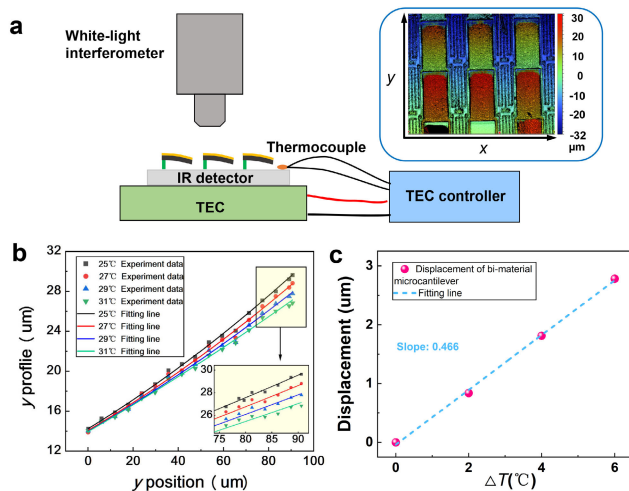 a
White-light
interferometer
Thermocouple
IR detector
TEC
TEC controller
y
x
30
20
10
0
-10
-20
-32
μm
b
y profile (um)
32
28
24
20
16
12
25℃ Experiment data
27℃ Experiment data
29℃ Experiment data
31℃ Experiment data
25℃ Fitting line
27℃ Fitting line
29℃ Fitting line
31℃ Fitting line
30
28
26
75 80 85 90
0 20 40 60 80 100
y position (um)
c
Displacement (um)
3
2
1
0
Displacement of bi-material
microcantilever
Fitting line
Slope: 0.466
0 2 4 6
△T(℃)